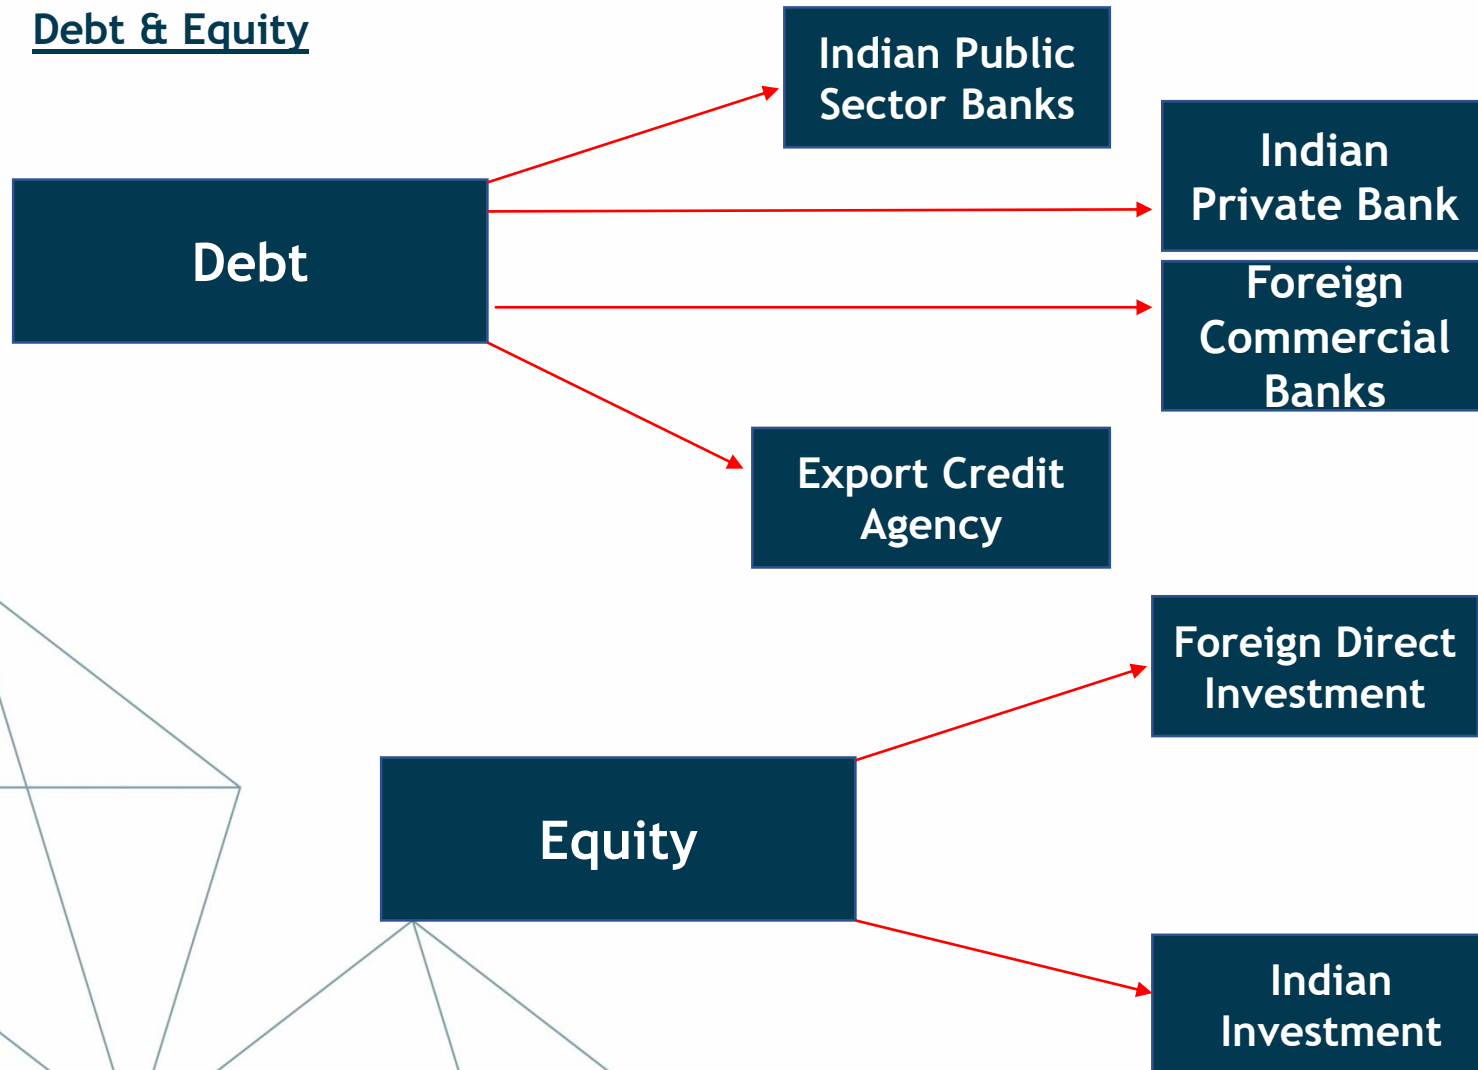 Debt & Equity
Indian Public
Sector Banks
Indian
Private Bank
Debt
Foreign
Commercial
Banks
Export Credit
Agency
Foreign Direct
Investment
Equity
Indian
Investment